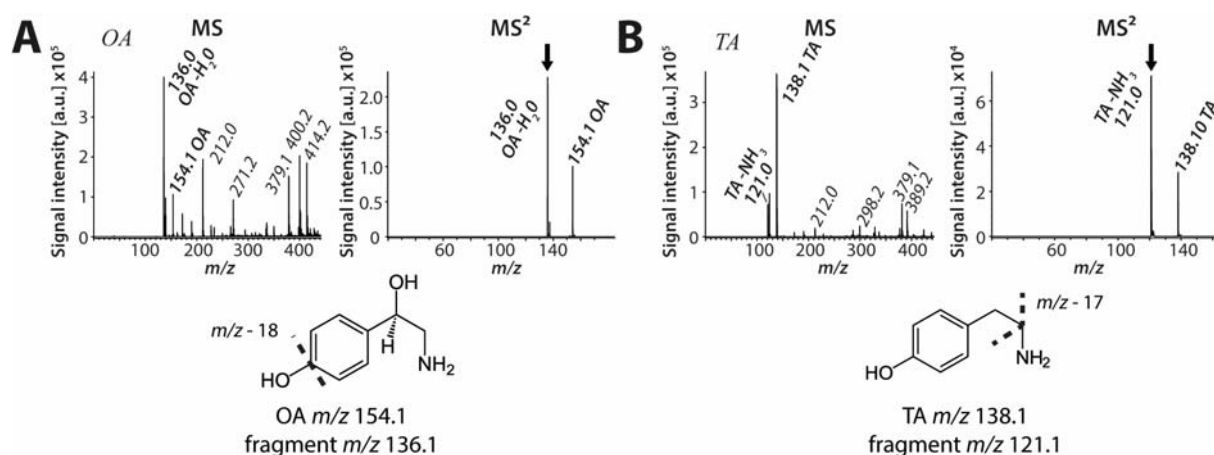 A
OA
MS
Signal intensity [a.u.] x10⁵
4
3
2
1
0
136.0
OA -H₂0
154.1 OA
212.0
271.2
379.1
400.2
414.2
100 200 300 400
m/z
MS²
Signal intensity [a.u.] x10⁵
2.0
1.5
1.0
0.5
0
136.0
OA -H₂0
154.1 OA
60 100 140
m/z
m/z - 18
OH
H
HO
NH₂
OA m/z 154.1
fragment m/z 136.1
B
TA
MS
Signal intensity [a.u.] x10⁵
3
2
1
0
TA -NH₃
121.0
138.1 TA
212.0
298.2
379.1
389.2
100 200 300 400
m/z
MS²
Signal intensity [a.u.] x10⁴
6
4
2
0
TA -NH₃
121.0
138.10 TA
60 100 140
m/z
m/z - 17
HO
NH₂
TA m/z 138.1
fragment m/z 121.1